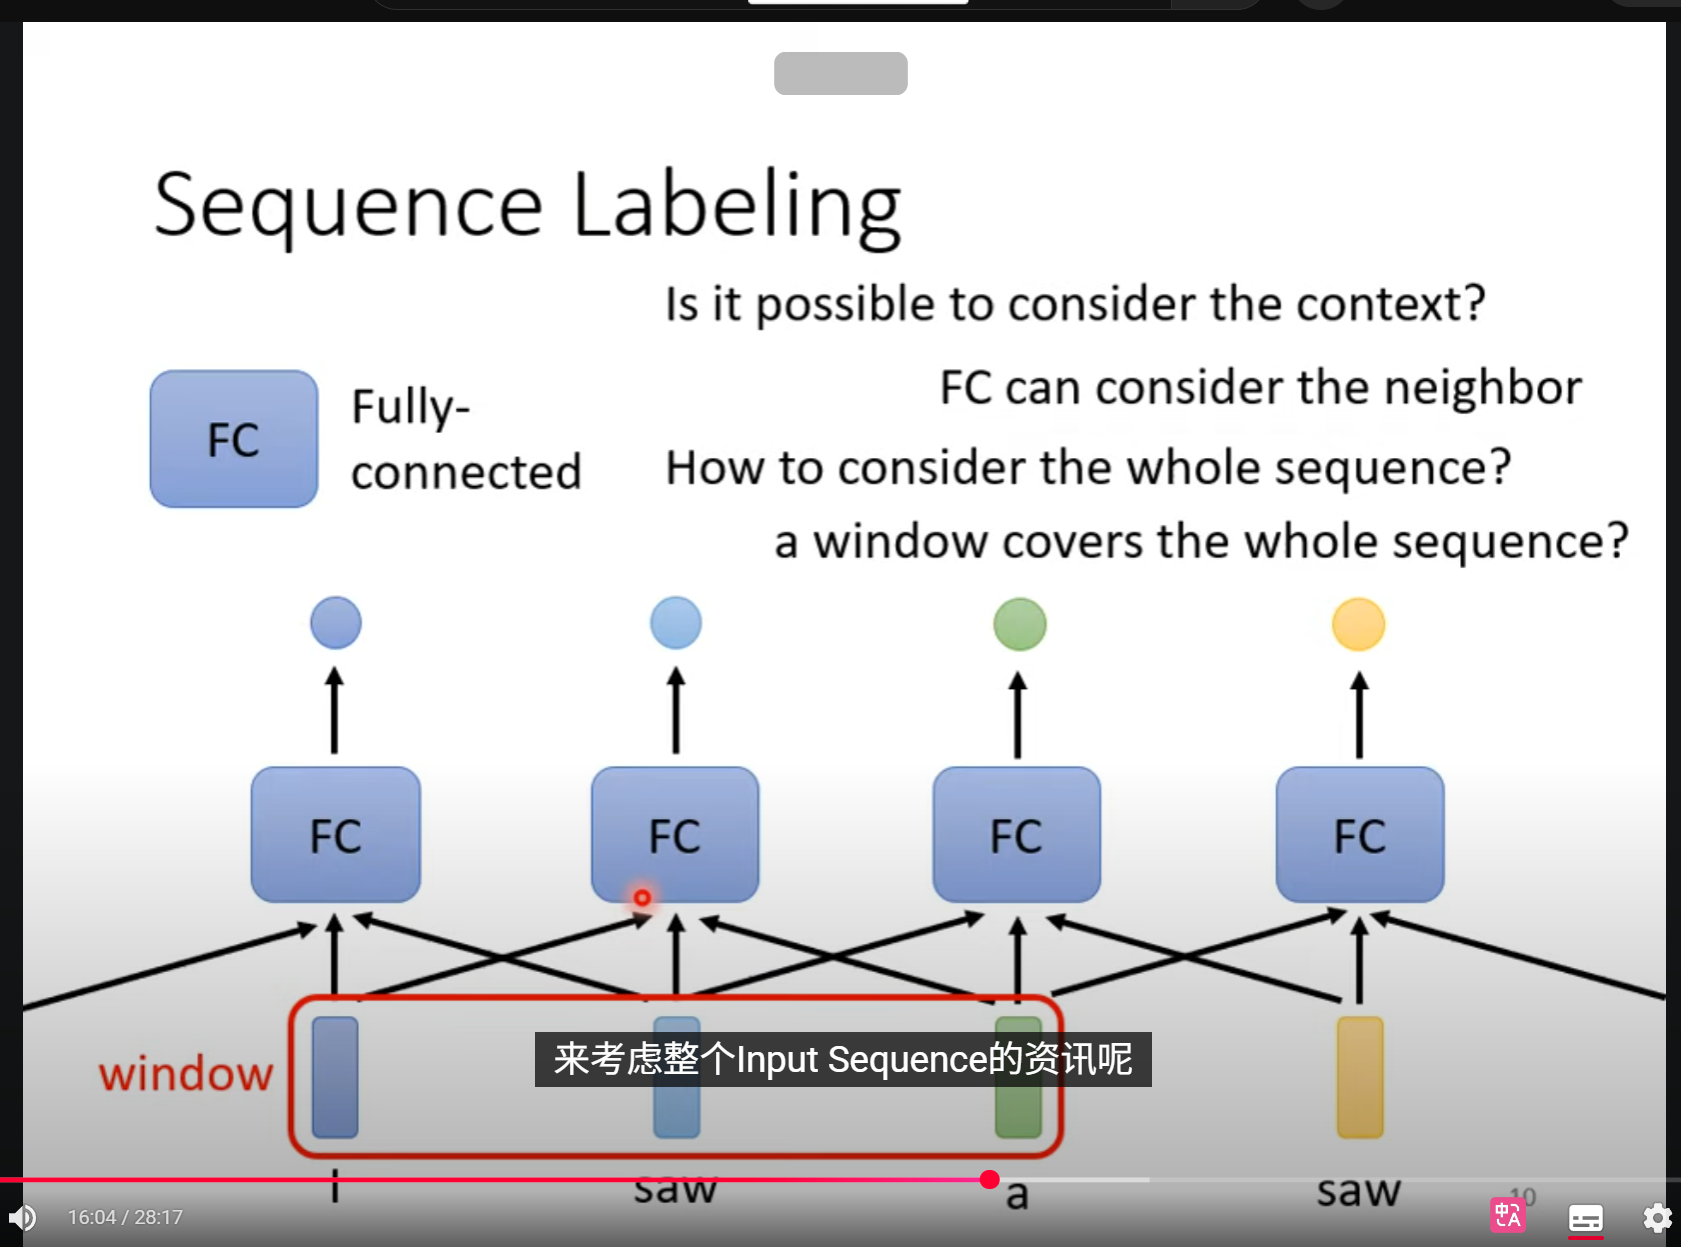 Sequence Labeling
Is it possible to consider the context?
FC can consider the neighbor
FC
Fully-
connected
How to consider the whole sequence?
a window covers the whole sequence?
FC
FC
FC
FC
window
来考虑整个Input Sequence的资讯呢
I
saw
a
saw
10
16:04 / 28:17
中
A